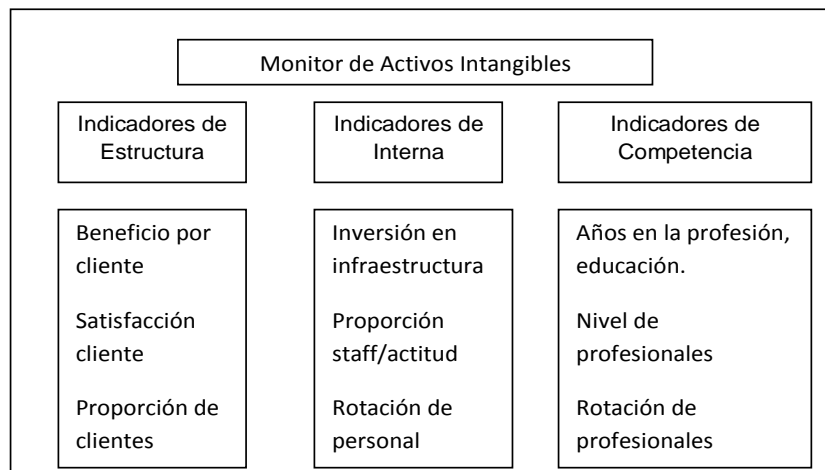 Monitor de Activos Intangibles
Indicadores de
Estructura
Indicadores de
Interna
Indicadores de
Competencia
Beneficio por
cliente
Satisfacción
cliente
Proporción de
clientes
Inversión en
infraestructura
Proporción
staff/actitud
Rotación de
personal
Años en la profesión,
educación.
Nivel de
profesionales
Rotación de
profesionales